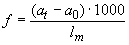 f = (a_t - a_0) · 1000 / l_m